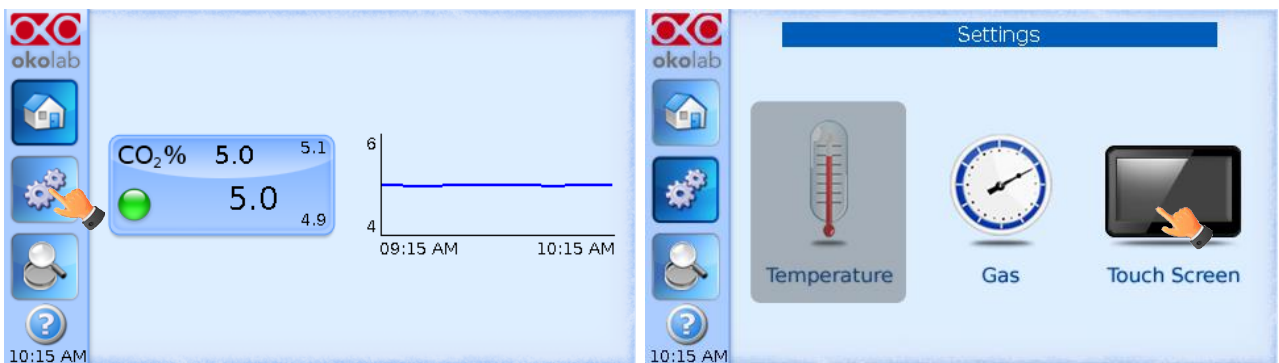 okolab
CO₂% 5.0 5.1
5.0
4.9
6
4
09:15 AM 10:15 AM
10:15 AM
okolab
Settings
Temperature Gas Touch Screen
10:15 AM